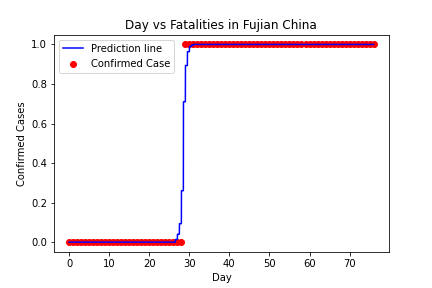 Day vs Fatalities in Fujian China
Prediction line
Confirmed Case
Confirmed Cases
1.0
0.8
0.6
0.4
0.2
0.0
0 10 20 30 40 50 60 70
Day